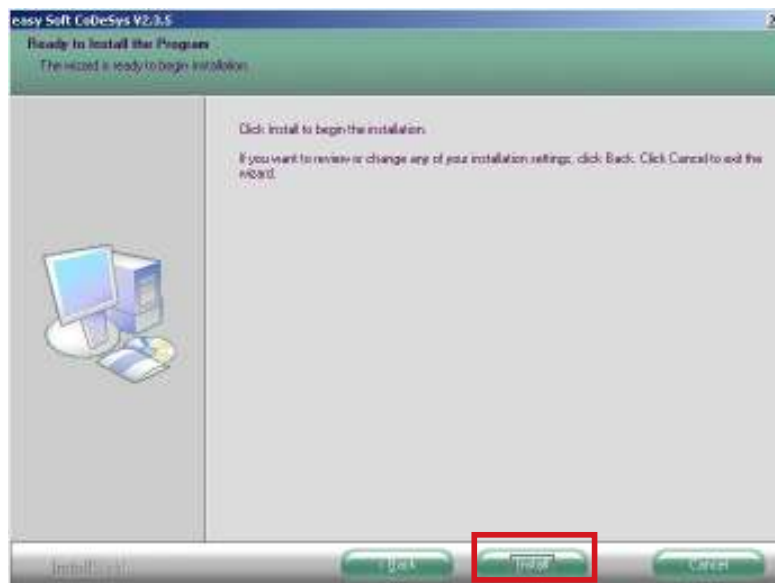 easy Soft CoDeSys V2.3.5
Ready to Install the Program
The wizard is ready to begin installation.
Click Install to begin the installation.
If you want to review or change any of your installation settings, click Back. Click Cancel to exit the
wizard.
InstallShield
< Back
Install
Cancel